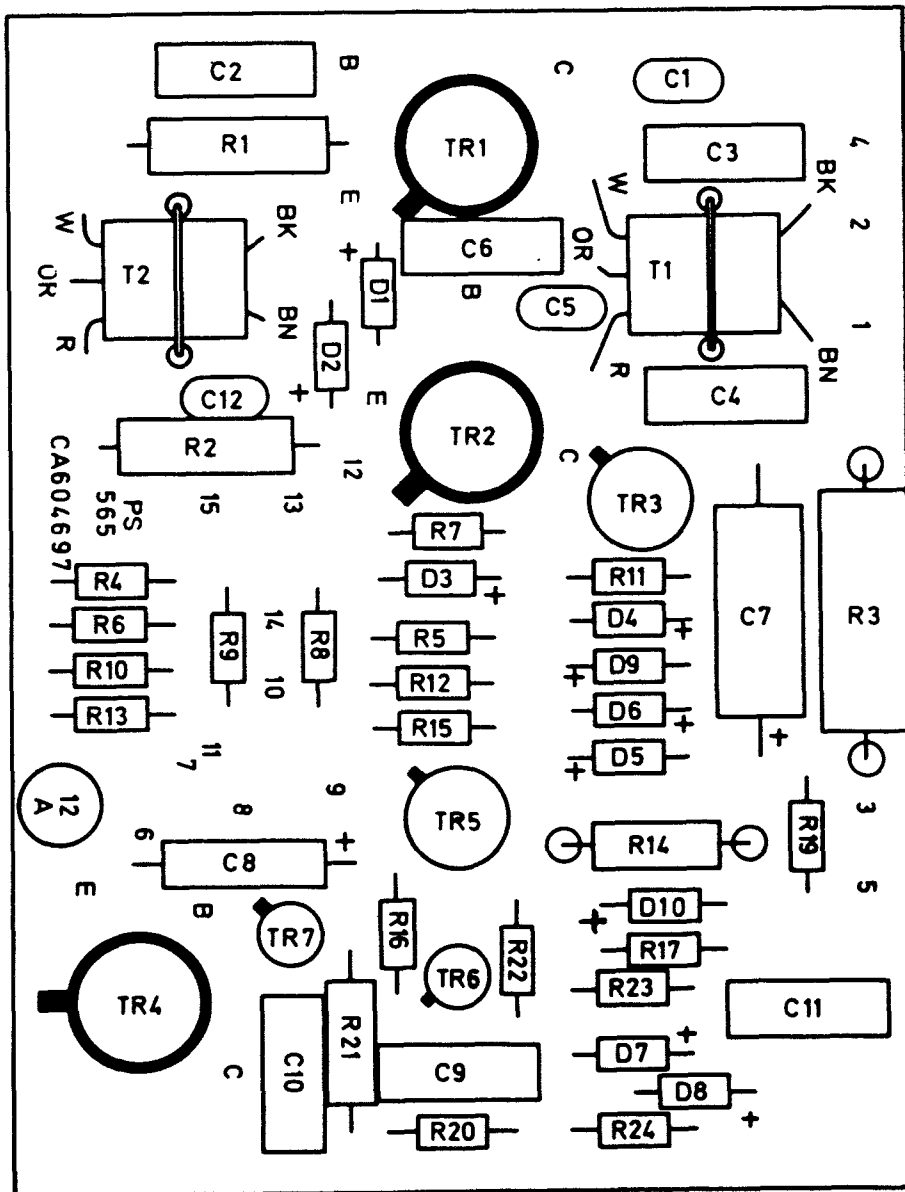 C2
B
C
C1
R1
TR1
C3
4
BK
E
W
2
W
BK
C6
OR
T2
+
D1
T1
OR
B
C5
1
BN
R
D2
R
BN
C12
+
E
C4
R2
TR2
C
12
CA604697
PS
565
15
13
TR3
R7
R4
D3
+
R11
C7
R3
R6
R9
14
R8
R5
D4
+
R10
10
R12
D9
+
R13
R15
D6
+
11
7
D5
+
+
12
A
8
9
TR5
3
R19
6
C8
+
R14
E
5
B
TR7
R16
R22
D10
+
R17
TR4
TR6
R23
C11
R21
C10
C
C9
D7
+
D8
+
R20
R24